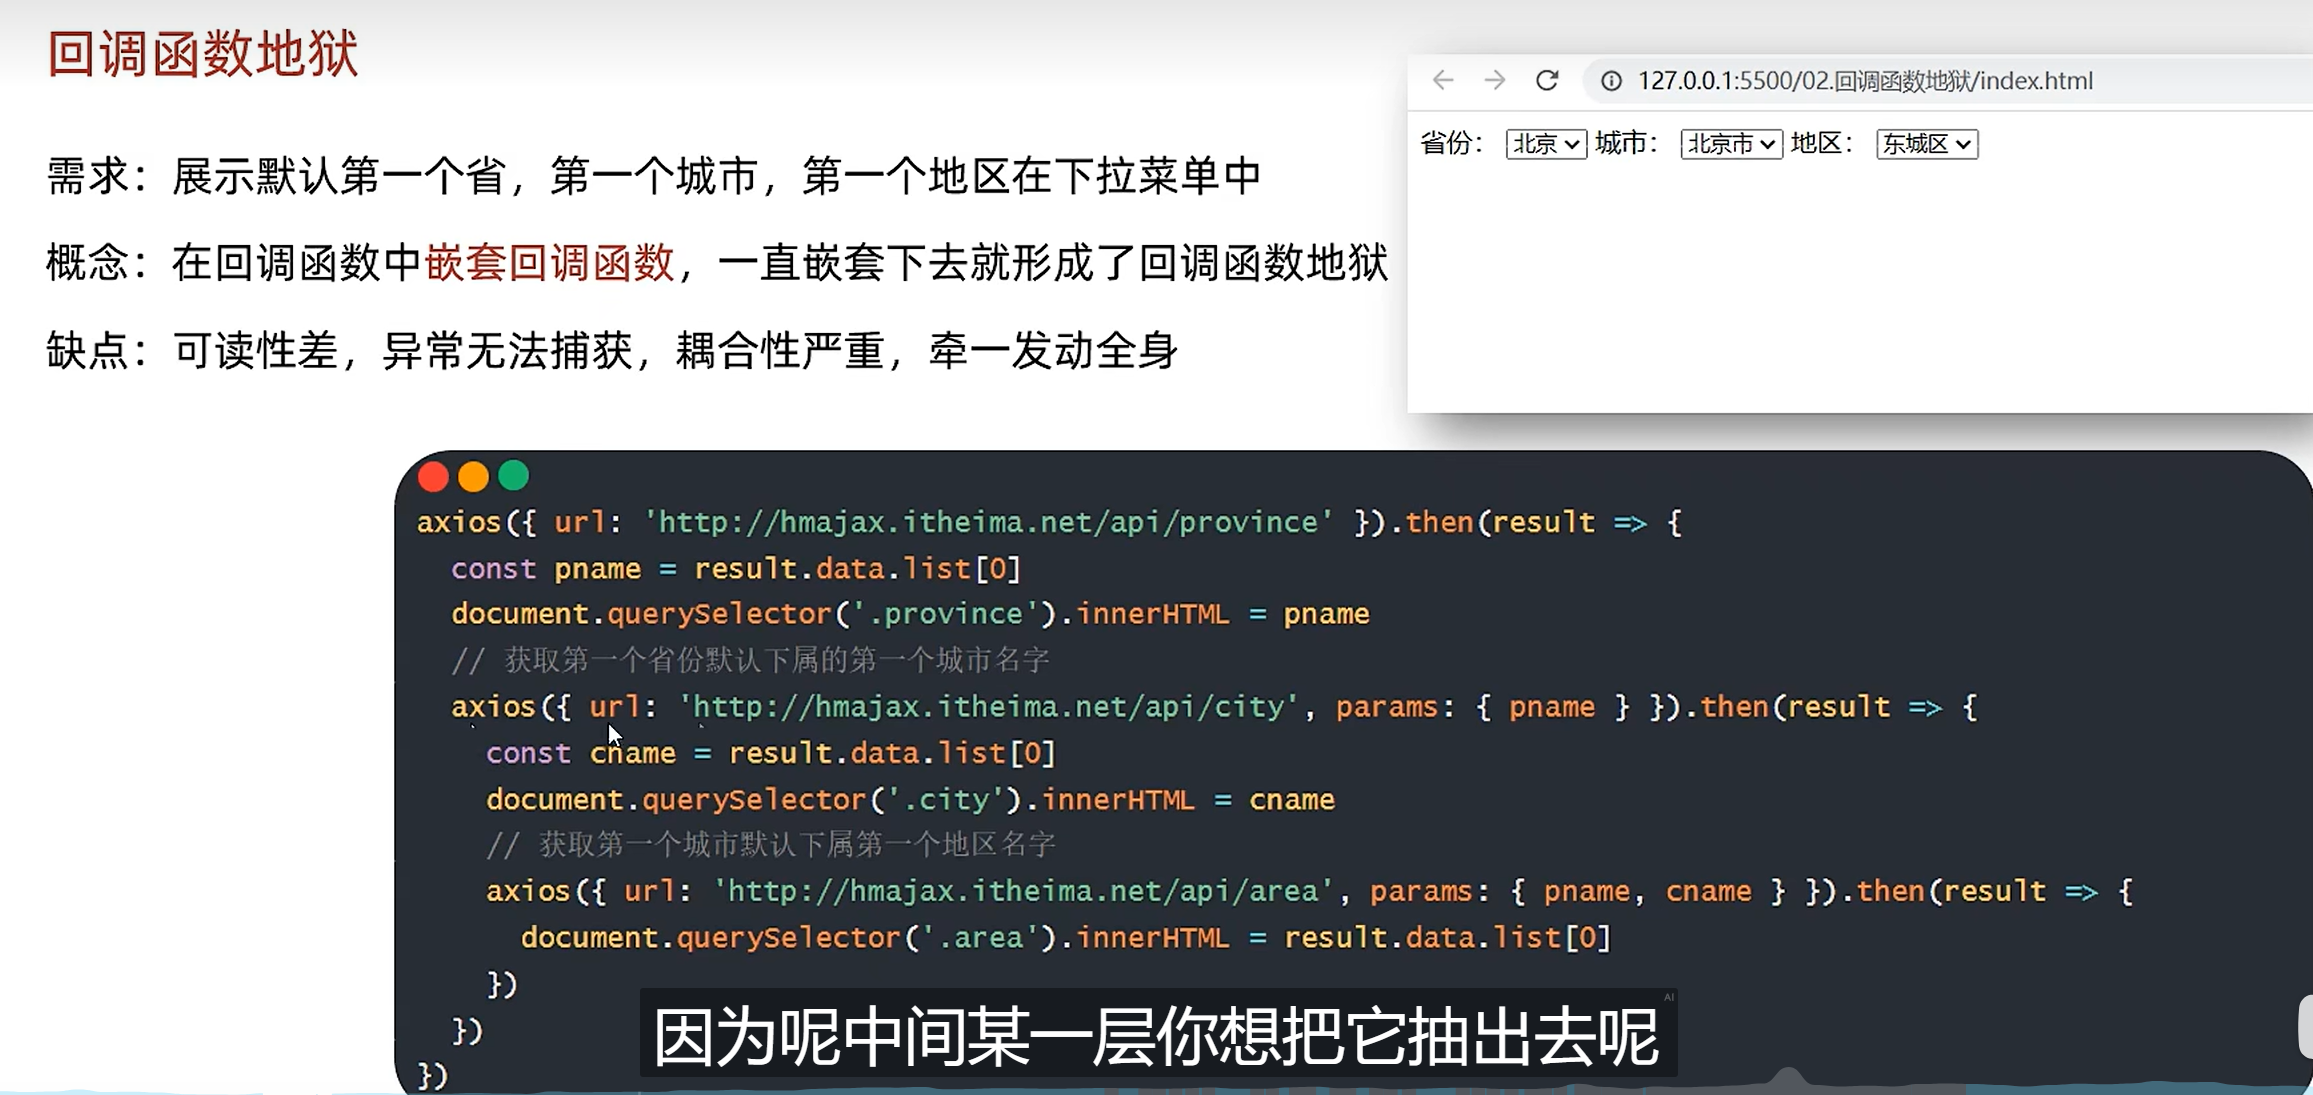 回调函数地狱
需求：展示默认第一个省，第一个城市，第一个地区在下拉菜单中
概念：在回调函数中嵌套回调函数，一直嵌套下去就形成了回调函数地狱
缺点：可读性差，异常无法捕获，耦合性严重，牵一发动全身
127.0.0.1:5500/02.回调函数地狱/index.html
省份： 北京 城市： 北京市 地区： 东城区
axios({ url: 'http://hmajax.itheima.net/api/province' }).then(result => {
const pname = result.data.list[0]
document.querySelector('.province').innerHTML = pname
// 获取第一个省份默认下属的第一个城市名字
axios({ url: 'http://hmajax.itheima.net/api/city', params: { pname } }).then(result => {
const cname = result.data.list[0]
document.querySelector('.city').innerHTML = cname
// 获取第一个城市默认下属第一个地区名字
axios({ url: 'http://hmajax.itheima.net/api/area', params: { pname, cname } }).then(result => {
document.querySelector('.area').innerHTML = result.data.list[0]
})
})
})
AI
因为呢中间某一层你想把它抽出去呢